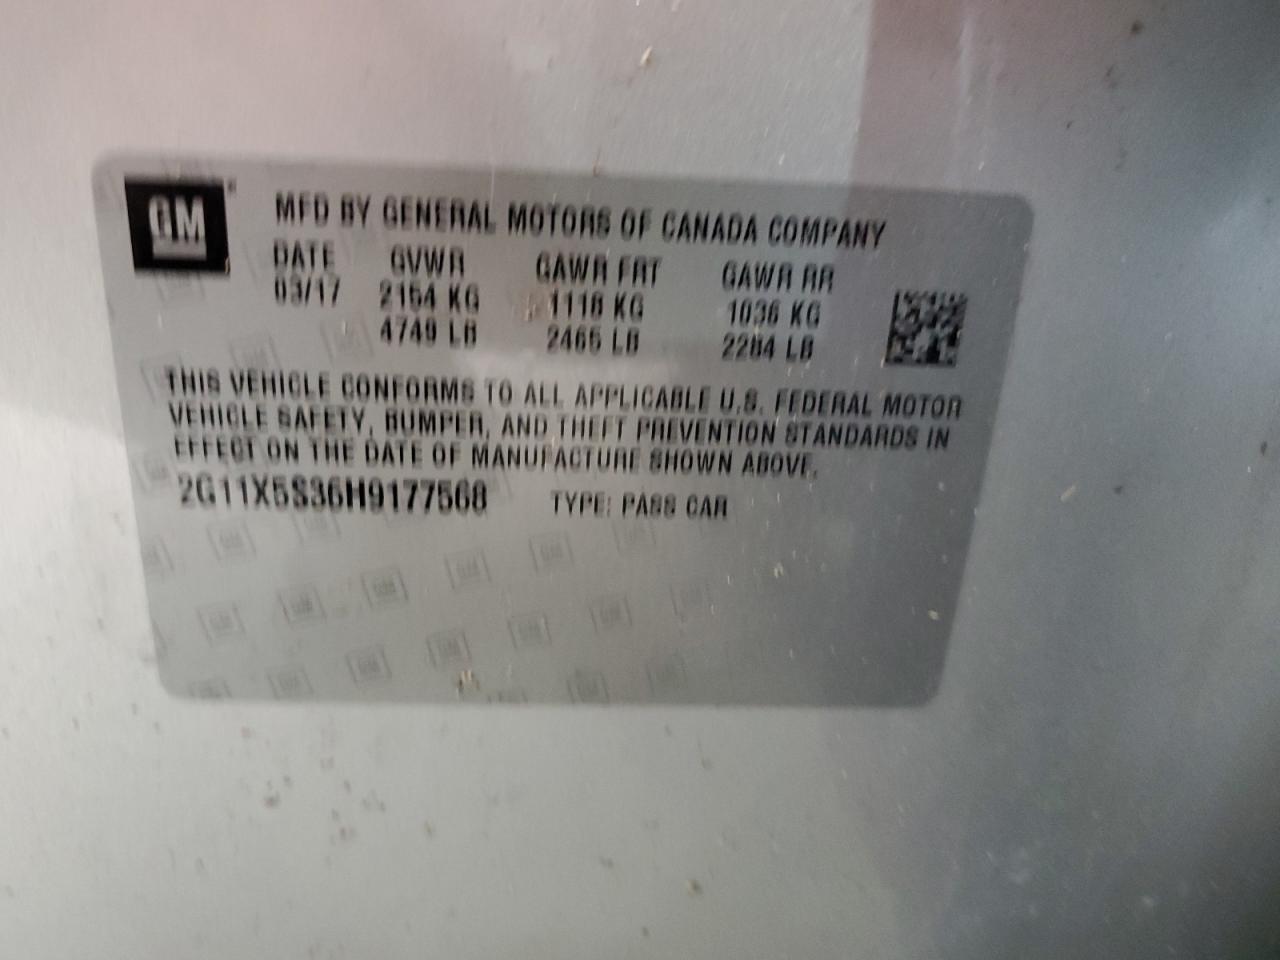 GM
MFD BY GENERAL MOTORS OF CANADA COMPANY
DATE GVWR GAWR FRT GAWR RR
03/17 2154 KG 1118 KG 1036 KG
4749 LB 2465 LB 2284 LB
THIS VEHICLE CONFORMS TO ALL APPLICABLE U.S. FEDERAL MOTOR
VEHICLE SAFETY, BUMPER, AND THEFT PREVENTION STANDARDS IN
EFFECT ON THE DATE OF MANUFACTURE SHOWN ABOVE.
2G11X5S36H9177568 TYPE: PASS CAR